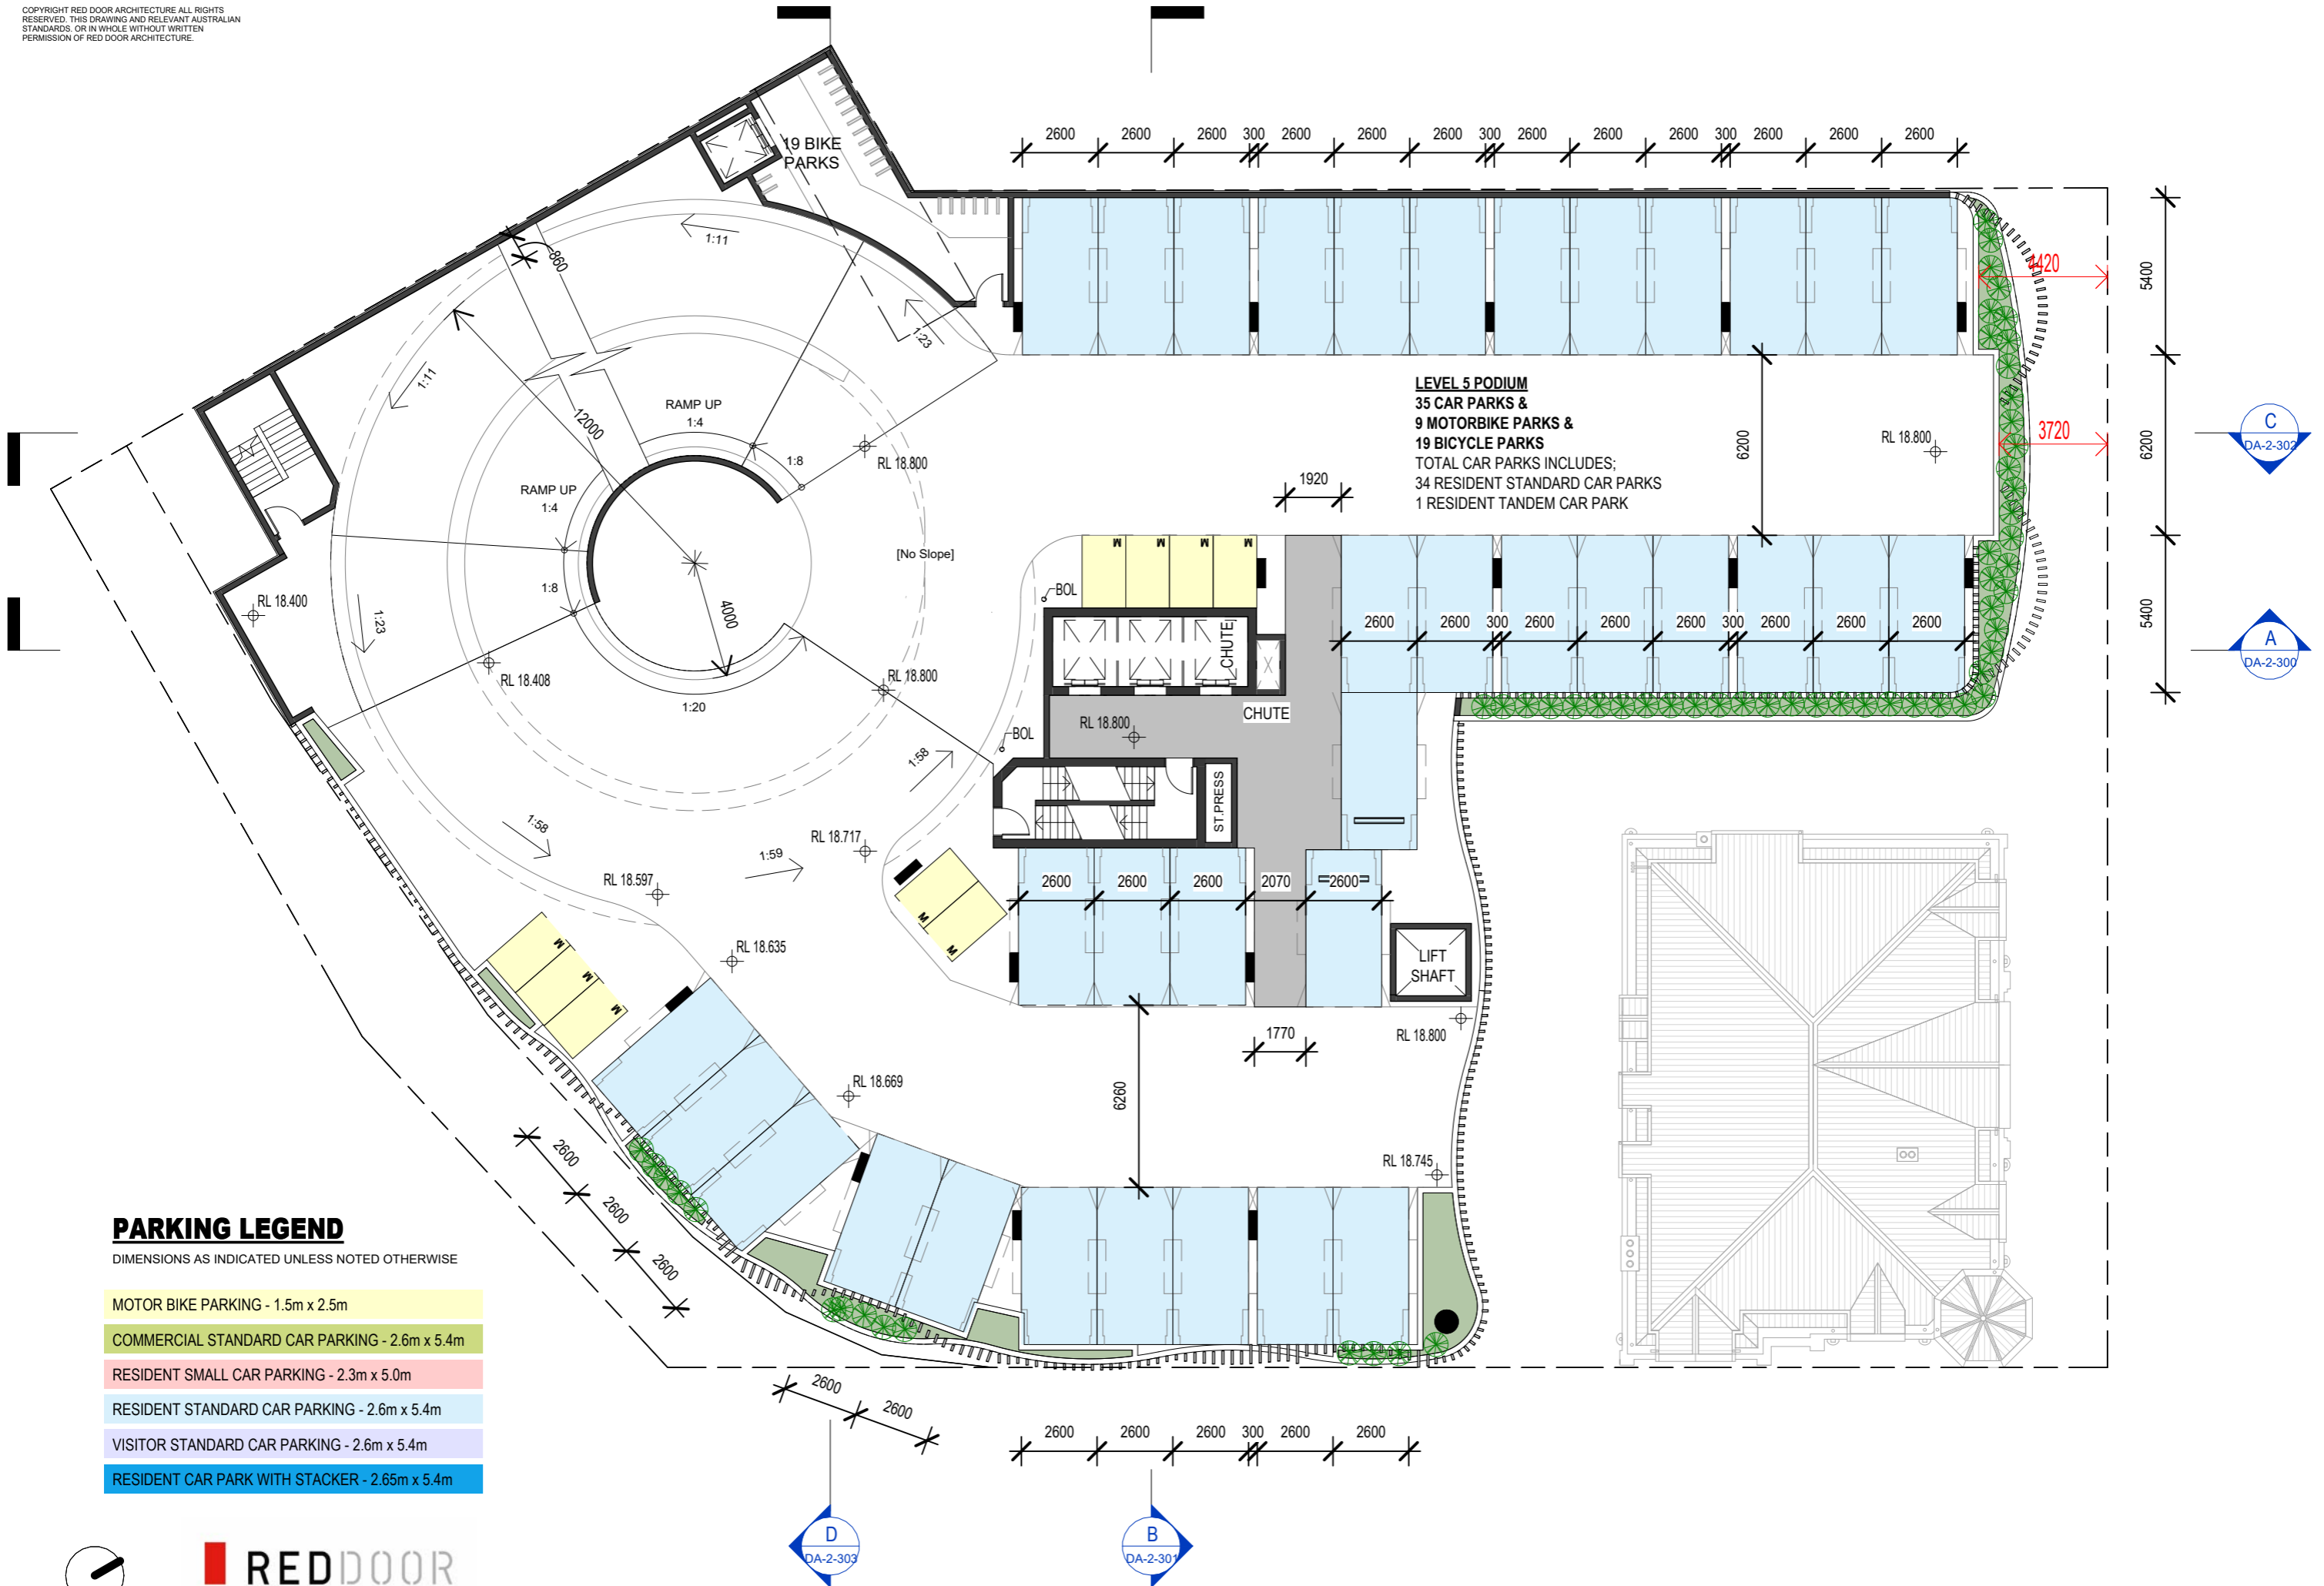 COPYRIGHT RED DOOR ARCHITECTURE ALL RIGHTS
RESERVED. THIS DRAWING AND RELEVANT AUSTRALIAN
STANDARDS. OR IN WHOLE WITHOUT WRITTEN
PERMISSION OF RED DOOR ARCHITECTURE.
19 BIKE
PARKS
2600 2600 2600 300 2600 2600 2600 300 2600 2600 2600 300 2600 2600 2600
1:11
860
1:23
1:11
12000
RAMP UP
1:4
1:8
RL 18.800
RAMP UP
1:4
1:8
[No Slope]
4000
1:20
1:23
RL 18.400
RL 18.408
RL 18.800
LEVEL 5 PODIUM
35 CAR PARKS &
9 MOTORBIKE PARKS &
19 BICYCLE PARKS
TOTAL CAR PARKS INCLUDES;
34 RESIDENT STANDARD CAR PARKS
1 RESIDENT TANDEM CAR PARK
6200
RL 18.800
4420
3720
5400
6200
5400
C
DA-2-302
A
DA-2-300
1920
M M M M
BOL
CHUTE
CHUTE
2600 2600 300 2600 2600 2600 300 2600 2600 2600
RL 18.800
BOL
1:58
ST.PRESS
1:58
1:59
RL 18.717
RL 18.597
RL 18.635
M
M
M
M
M
2600 2600 2600 2070 2600
LIFT
SHAFT
RL 18.800
1770
6260
RL 18.669
RL 18.745
2600
2600
2600
2600
2600
2600 2600 2600 300 2600 2600
PARKING LEGEND
DIMENSIONS AS INDICATED UNLESS NOTED OTHERWISE
MOTOR BIKE PARKING - 1.5m x 2.5m
COMMERCIAL STANDARD CAR PARKING - 2.6m x 5.4m
RESIDENT SMALL CAR PARKING - 2.3m x 5.0m
RESIDENT STANDARD CAR PARKING - 2.6m x 5.4m
VISITOR STANDARD CAR PARKING - 2.6m x 5.4m
RESIDENT CAR PARK WITH STACKER - 2.65m x 5.4m
D
DA-2-303
B
DA-2-301
REDDOOR